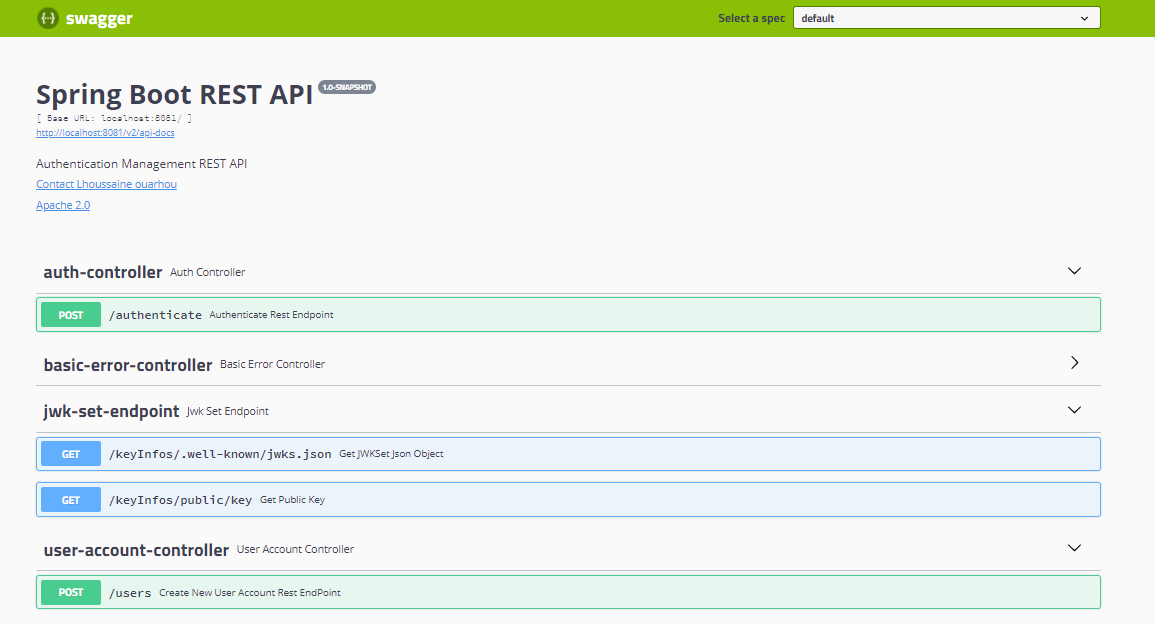 swagger Select a spec default
Spring Boot REST API 1.0-SNAPSHOT
[ Base URL: localhost:8081/ ]
http://localhost:8081/v2/api-docs
Authentication Management REST API
Contact Lhoussaine ouarhou
Apache 2.0
auth-controller Auth Controller
POST /authenticate Authenticate Rest Endpoint
basic-error-controller Basic Error Controller
jwk-set-endpoint Jwk Set Endpoint
GET /keyInfos/.well-known/jwks.json Get JWKSet Json Object
GET /keyInfos/public/key Get Public Key
user-account-controller User Account Controller
POST /users Create New User Account Rest EndPoint